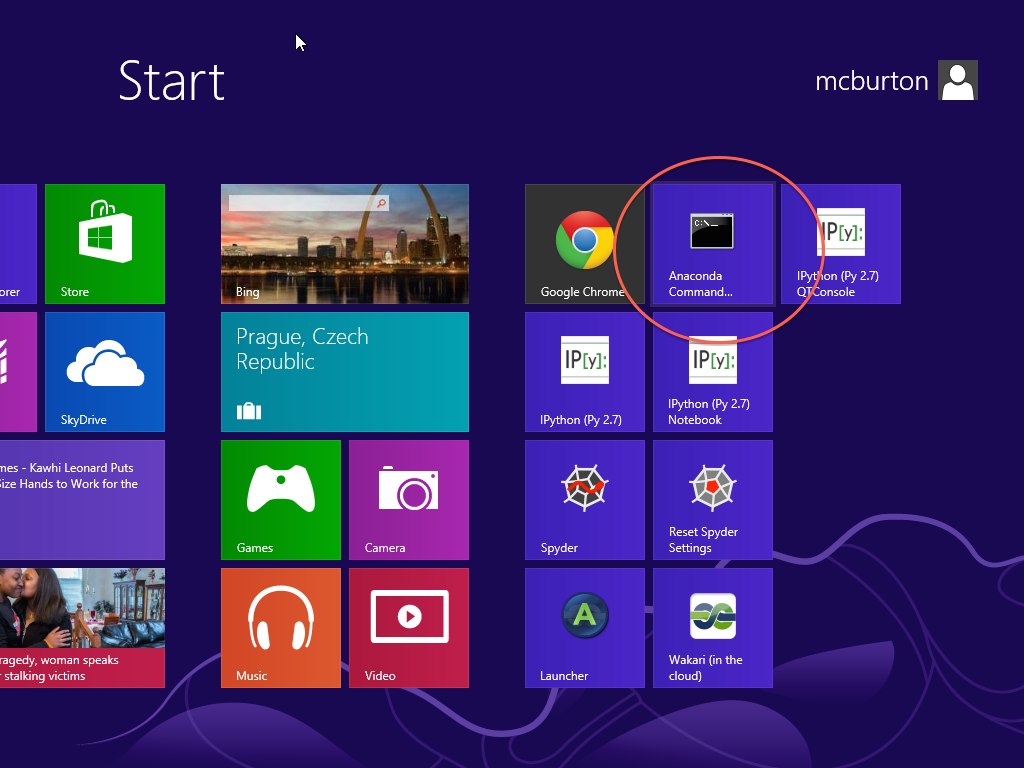 Start
mcburton
orer
Store
Bing
Google Chrome
C:\_
Anaconda
Command...
IP[y]:
IPython (Py 2.7)
QTConsole
SkyDrive
Prague, Czech
Republic
IP[y]:
IPython (Py 2.7)
IP[y]:
IPython (Py 2.7)
Notebook
mes - Kawhi Leonard Puts
Size Hands to Work for the
Games
Camera
Spyder
Reset Spyder
Settings
ragedy, woman speaks
r stalking victims
Music
Video
A
Launcher
Wakari (in the
cloud)